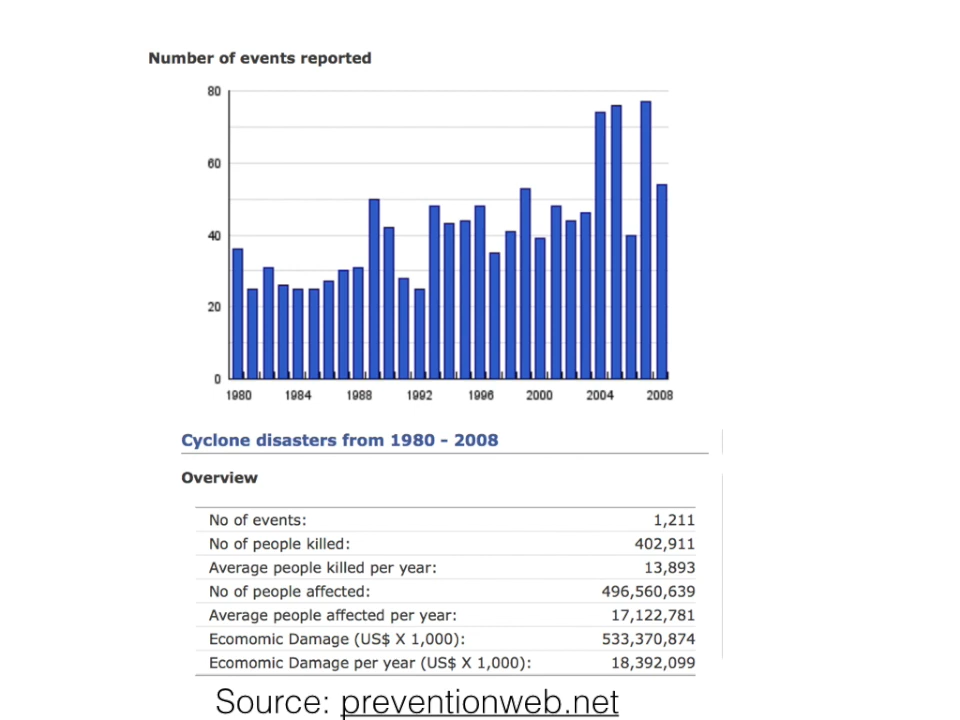 Number of events reported
80
60
40
20
0
1980 1984 1988 1992 1996 2000 2004 2008
Cyclone disasters from 1980 - 2008
Overview
No of events: 1,211
No of people killed: 402,911
Average people killed per year: 13,893
No of people affected: 496,560,639
Average people affected per year: 17,122,781
Ecomomic Damage (US$ X 1,000): 533,370,874
Ecomomic Damage per year (US$ X 1,000): 18,392,099
Source: preventionweb.net